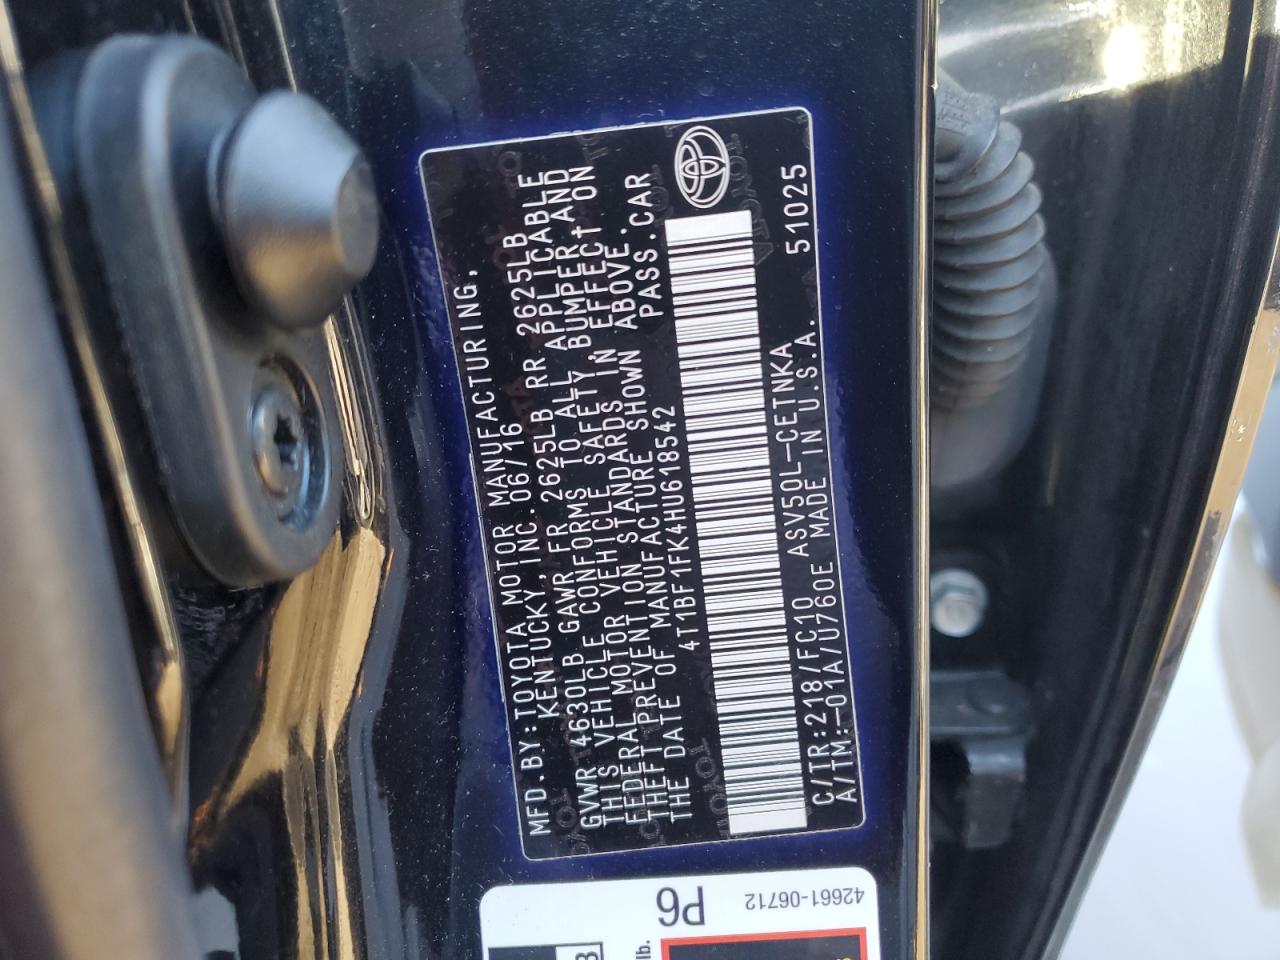 MFD.BY:TOYOTA MOTOR MANUFACTURING,
KENTUCKY,INC. 06/16
GVWR 4630LB GAWR FR 2625LB RR 2625LB
THIS VEHICLE CONFORMS TO ALL APPLICABLE
FEDERAL MOTOR VEHICLE SAFETY,BUMPER,AND
THEFT PREVENTION STANDARDS IN EFFECT ON
THE DATE OF MANUFACTURE SHOWN ABOVE.
4T1BF1FK4HU618542 PASS.CAR
C/TR:218/FC10 ASV50L-CETNKA
A/TM:-01A/U760E MADE IN U.S.A. 51025
P6
42661-06712
lb.